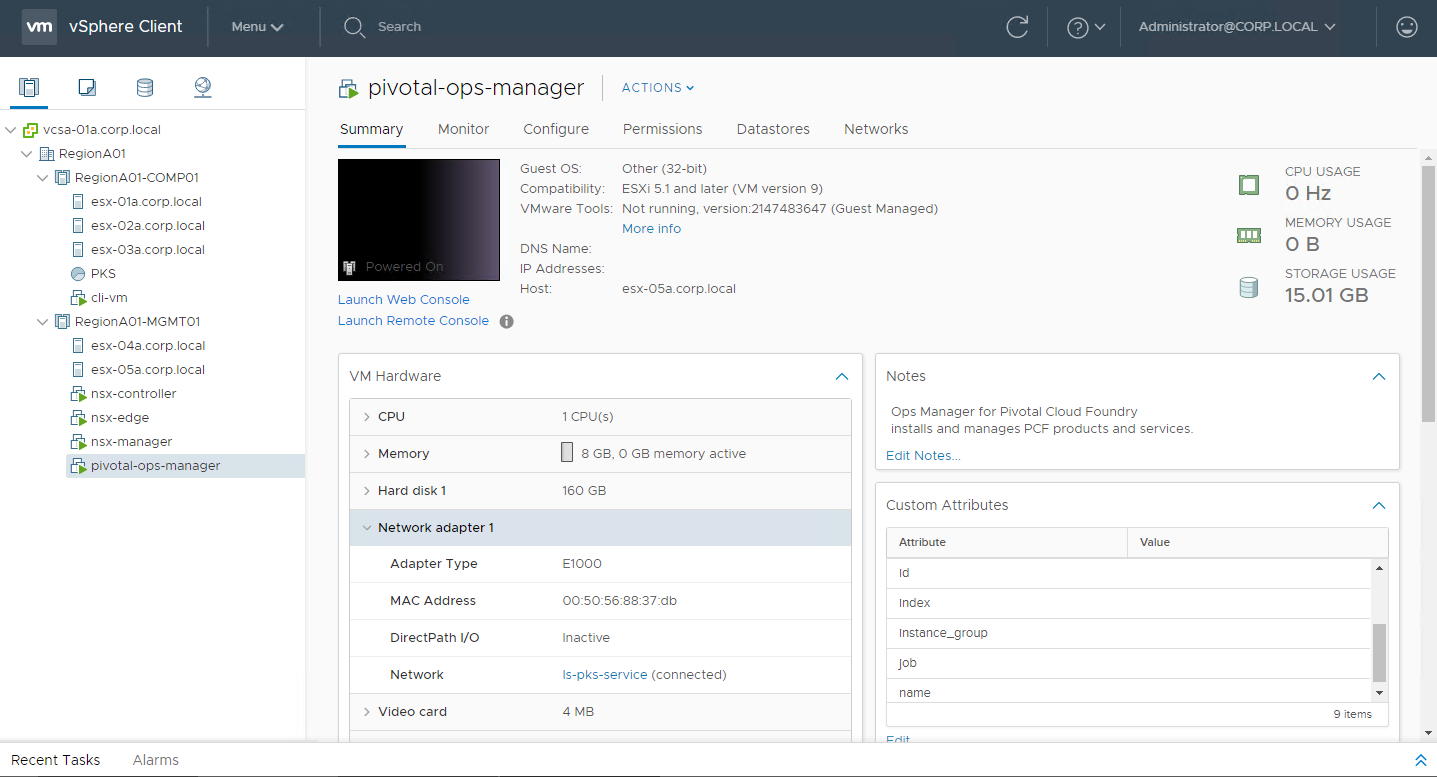 vm vSphere Client Menu Search Administrator@CORP.LOCAL
vcsa-01a.corp.local
RegionA01
RegionA01-COMP01
esx-01a.corp.local
esx-02a.corp.local
esx-03a.corp.local
PKS
cli-vm
RegionA01-MGMT01
esx-04a.corp.local
esx-05a.corp.local
nsx-controller
nsx-edge
nsx-manager
pivotal-ops-manager
pivotal-ops-manager ACTIONS
Summary Monitor Configure Permissions Datastores Networks
Powered On
Launch Web Console
Launch Remote Console
Guest OS: Other (32-bit)
Compatibility: ESXi 5.1 and later (VM version 9)
VMware Tools: Not running, version:2147483647 (Guest Managed)
More info
DNS Name:
IP Addresses:
Host: esx-05a.corp.local
CPU USAGE
0 Hz
MEMORY USAGE
0 B
STORAGE USAGE
15.01 GB
VM Hardware
CPU 1 CPU(s)
Memory 8 GB, 0 GB memory active
Hard disk 1 160 GB
Network adapter 1
Adapter Type E1000
MAC Address 00:50:56:88:37:db
DirectPath I/O Inactive
Network ls-pks-service (connected)
Video card 4 MB
Notes
Ops Manager for Pivotal Cloud Foundry
installs and manages PCF products and services.
Edit Notes...
Custom Attributes
Attribute Value
id
index
instance_group
job
name
9 items
Edit...
Recent Tasks Alarms